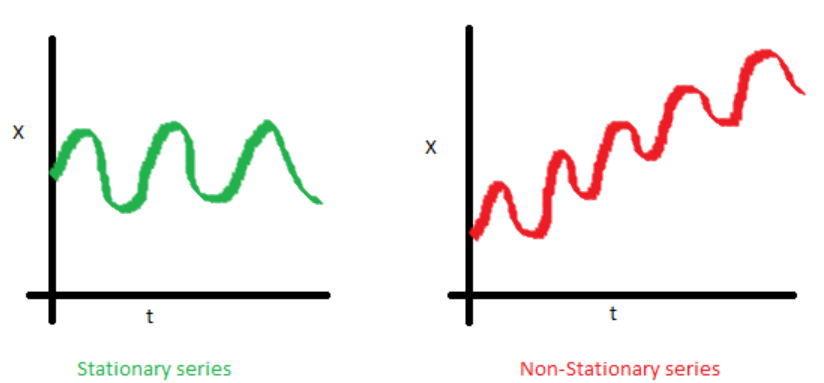 x
t
Stationary series
x
t
Non-Stationary series